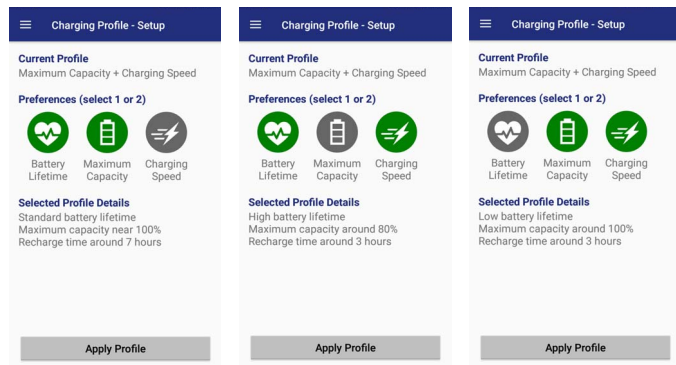 Charging Profile - Setup
Current Profile
Maximum Capacity + Charging Speed
Preferences (select 1 or 2)
Battery Lifetime
Maximum Capacity
Charging Speed
Selected Profile Details
Standard battery lifetime
Maximum capacity near 100%
Recharge time around 7 hours
Apply Profile
Charging Profile - Setup
Current Profile
Maximum Capacity + Charging Speed
Preferences (select 1 or 2)
Battery Lifetime
Maximum Capacity
Charging Speed
Selected Profile Details
High battery lifetime
Maximum capacity around 80%
Recharge time around 3 hours
Apply Profile
Charging Profile - Setup
Current Profile
Maximum Capacity + Charging Speed
Preferences (select 1 or 2)
Battery Lifetime
Maximum Capacity
Charging Speed
Selected Profile Details
Low battery lifetime
Maximum capacity around 100%
Recharge time around 3 hours
Apply Profile